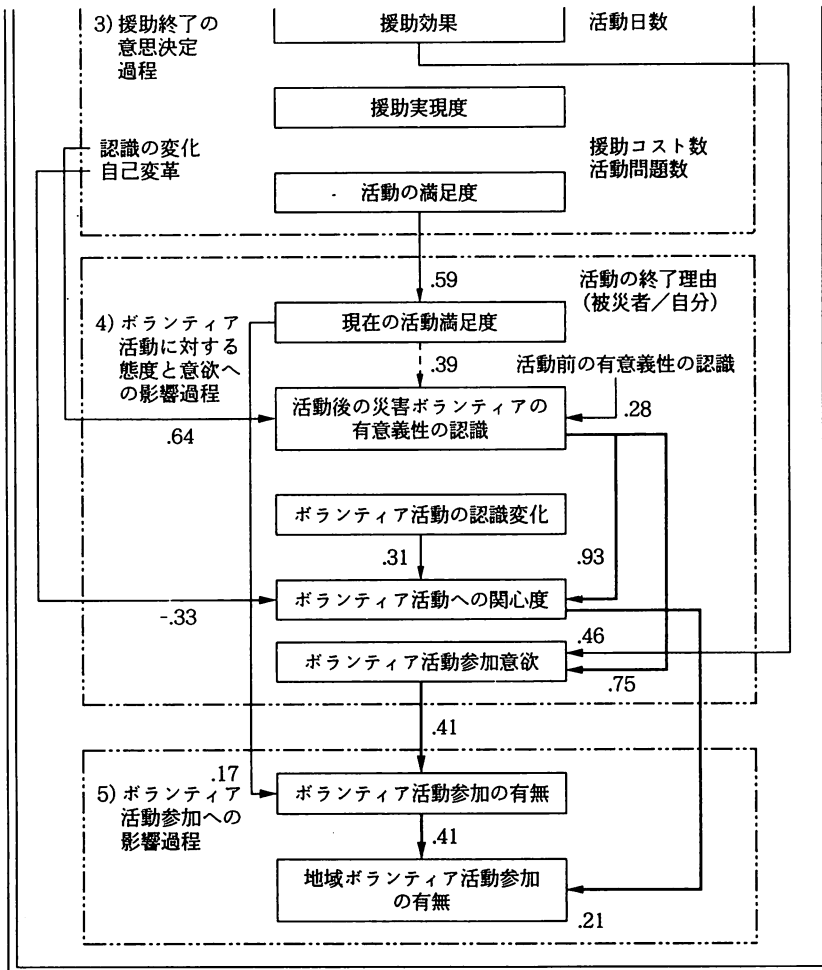 3) 援助終了の
意思決定
過程
援助効果
活動日数
援助実現度
認識の変化
自己変革
援助コスト数
活動問題数
活動の満足度
.59
活動の終了理由
(被災者／自分)
4) ボランティア
活動に対する
態度と意欲へ
の影響過程
現在の活動満足度
.39
活動前の有意義性の認識
活動後の災害ボランティアの
有意義性の認識
.28
.64
ボランティア活動の認識変化
.31
.93
ボランティア活動への関心度
-.33
.46
ボランティア活動参加意欲
.75
.41
.17
5) ボランティア
活動参加への
影響過程
ボランティア活動参加の有無
.41
地域ボランティア活動参加
の有無
.21